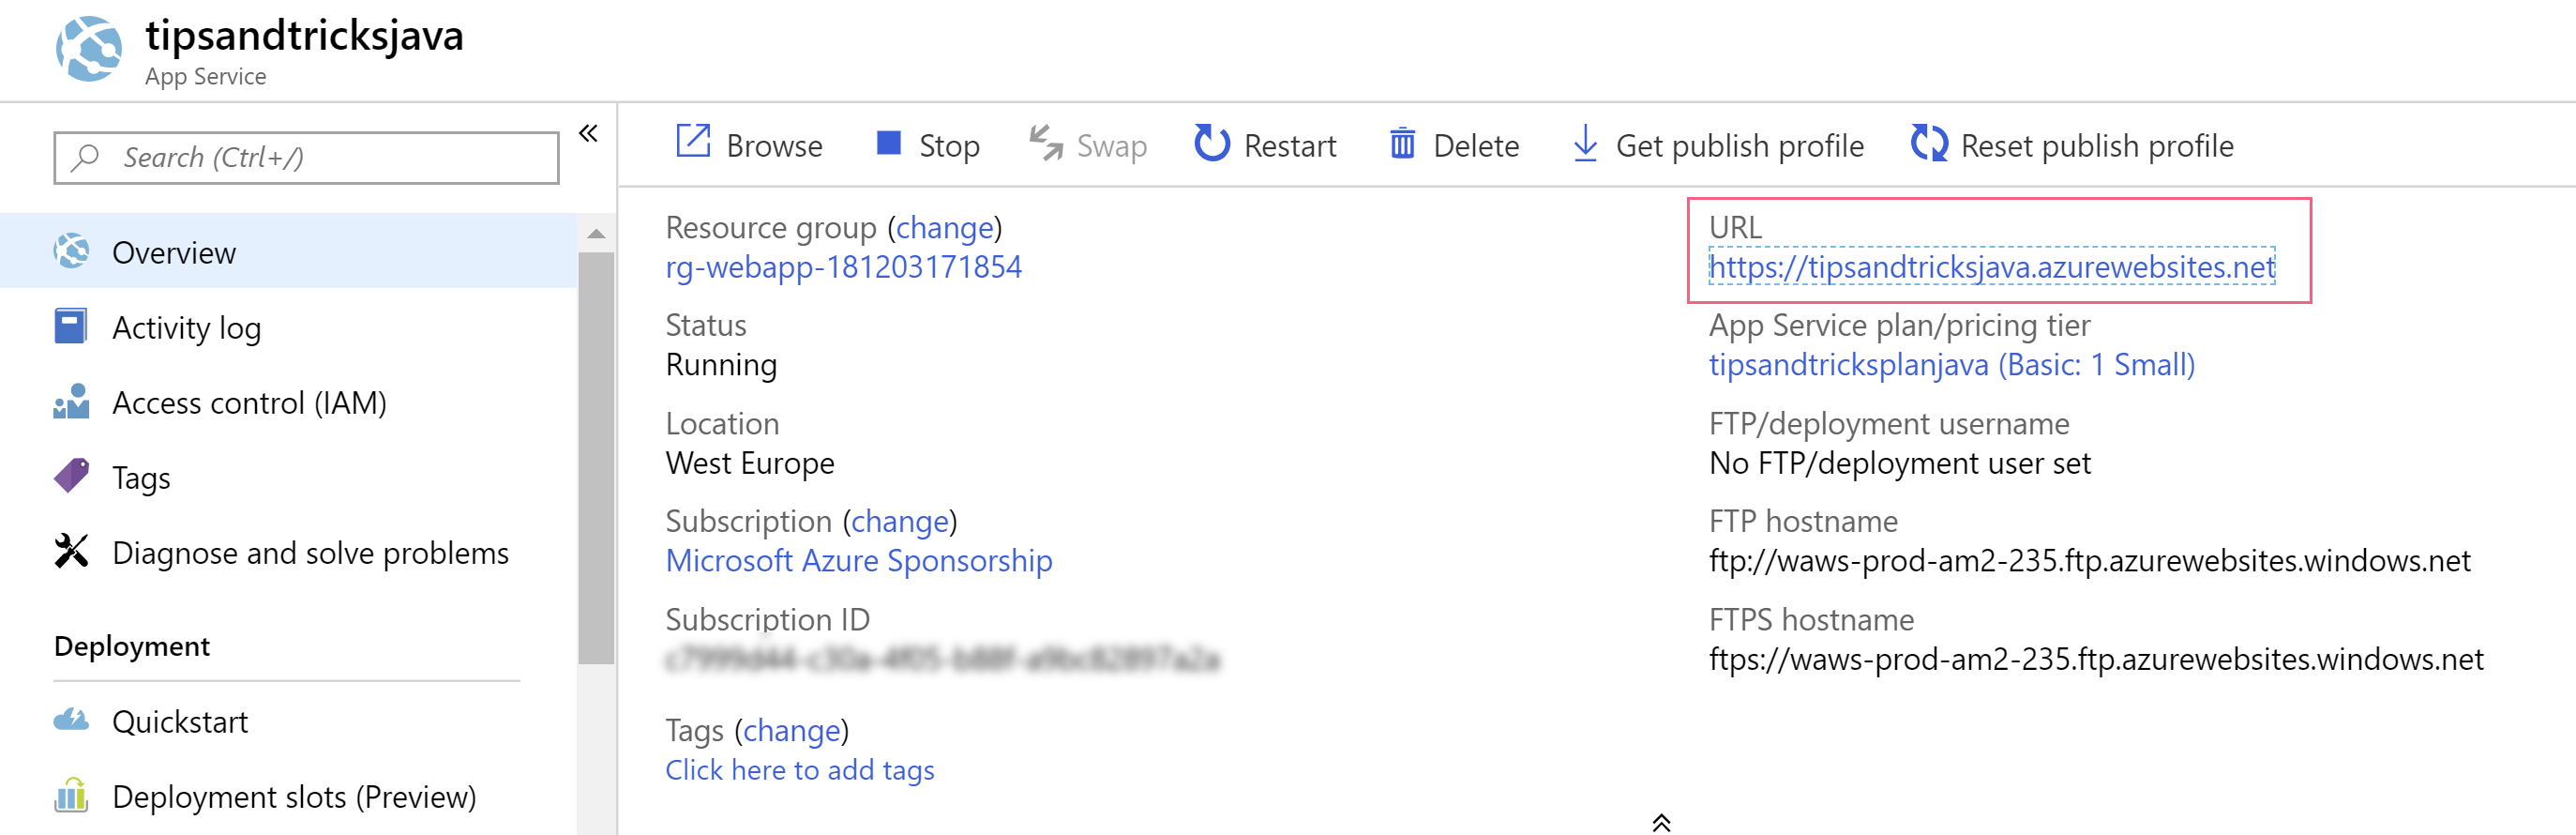 tipsandtricksjava
App Service
Search (Ctrl+/)
Overview
Activity log
Access control (IAM)
Tags
Diagnose and solve problems
Deployment
Quickstart
Deployment slots (Preview)
Browse Stop Swap Restart Delete Get publish profile Reset publish profile
Resource group (change)
rg-webapp-181203171854
Status
Running
Location
West Europe
Subscription (change)
Microsoft Azure Sponsorship
Subscription ID
Tags (change)
Click here to add tags
URL
https://tipsandtricksjava.azurewebsites.net
App Service plan/pricing tier
tipsandtricksplanjava (Basic: 1 Small)
FTP/deployment username
No FTP/deployment user set
FTP hostname
ftp://waws-prod-am2-235.ftp.azurewebsites.windows.net
FTPS hostname
ftps://waws-prod-am2-235.ftp.azurewebsites.windows.net